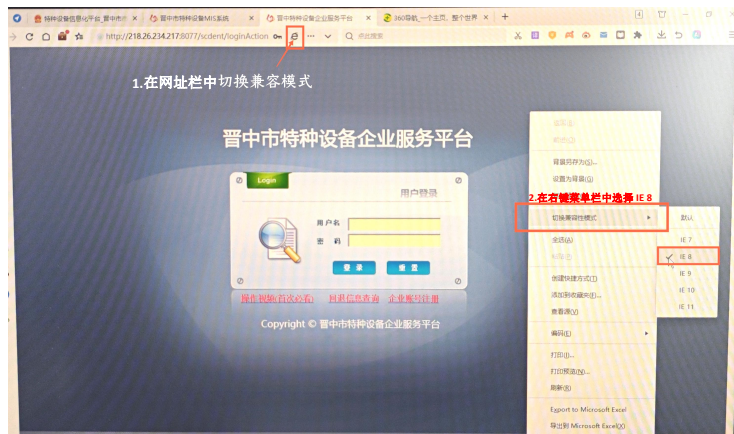 特种设备信息化平台_晋中市
晋中市特种设备MIS系统
晋中特种设备企业服务平台
360导航_一个主页，整个世界
http://218.26.234.217:8077/scdent/loginAction
点此搜索
1.在网址栏中切换兼容模式
晋中市特种设备企业服务平台
Login
用户登录
用户名
密 码
登 录
重 置
操作视频(首次必看)
回退信息查询
企业账号注册
Copyright © 晋中市特种设备企业服务平台
背景另存为(S)...
设置为背景(G)
2.在右键菜单栏中选择 IE 8
切换兼容性模式
默认
IE 7
IE 8
IE 9
IE 10
IE 11
全选(A)
创建快捷方式(T)
添加到收藏夹(F)...
查看源(V)
编码(E)
打印(I)...
打印预览(N)...
刷新(R)
Export to Microsoft Excel
导出到 Microsoft Excel(X)